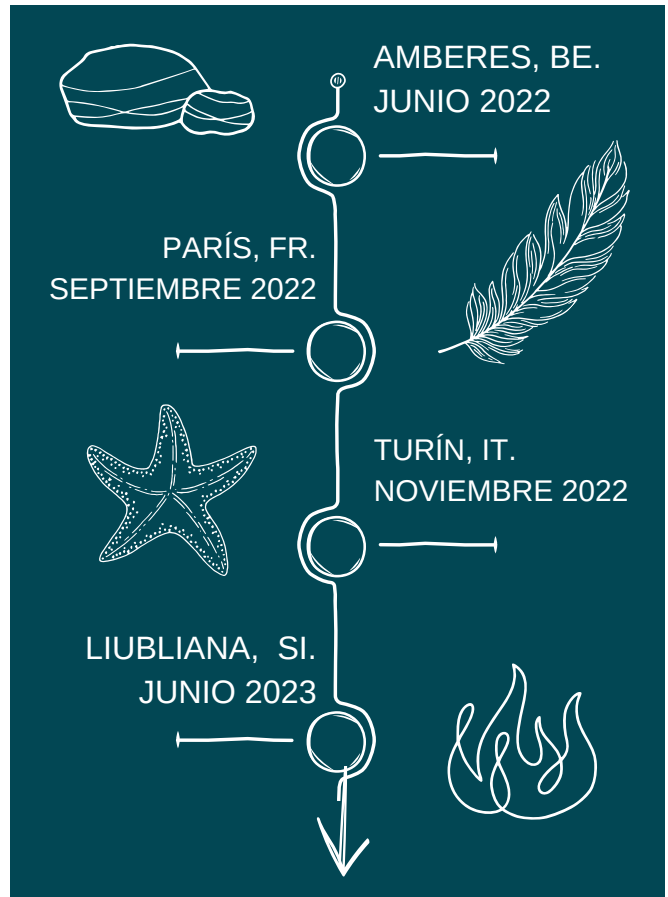 AMBERES, BE.
JUNIO 2022
PARÍS, FR.
SEPTIEMBRE 2022
TURÍN, IT.
NOVIEMBRE 2022
LIUBLIANA, SI.
JUNIO 2023